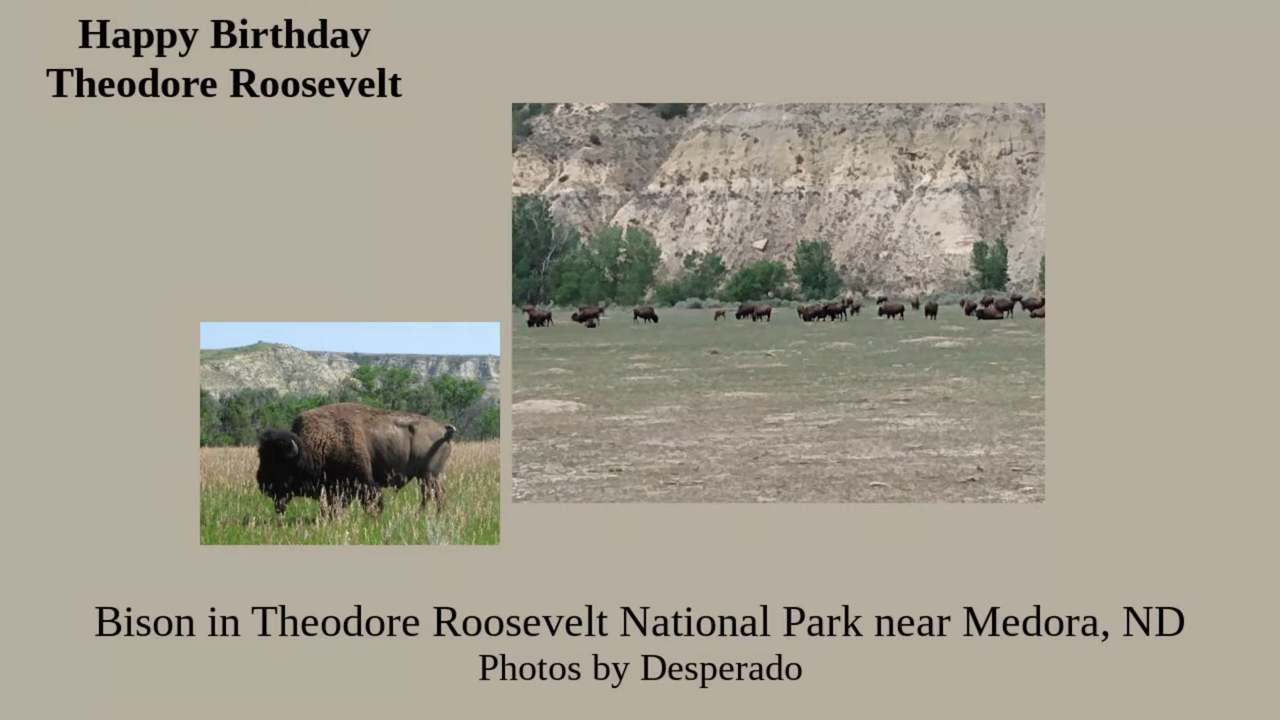 Happy Birthday
Theodore Roosevelt
Bison in Theodore Roosevelt National Park near Medora, ND
Photos by Desperado